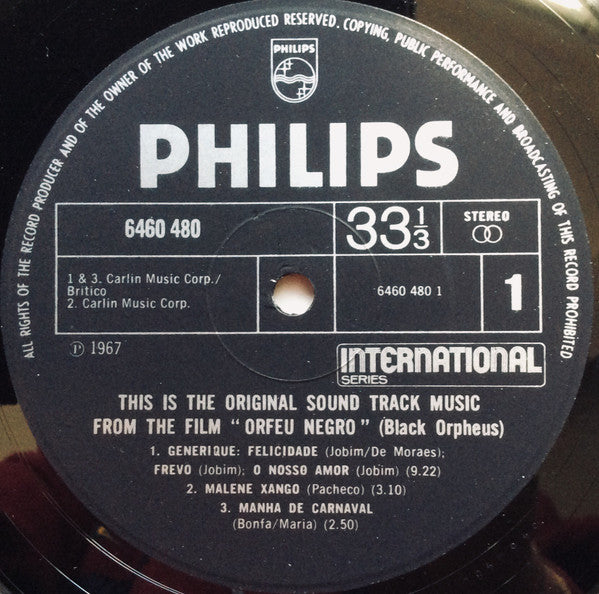 ALL RIGHTS OF THE RECORD PRODUCER AND OF THE OWNER OF THE WORK REPRODUCED RESERVED. COPYING, PUBLIC PERFORMANCE AND BROADCASTING OF THIS RECORD PROHIBITED.
PHILIPS
PHILIPS
6460 480
33 1/3
STEREO
1 & 3. Carlin Music Corp./
Britico
2. Carlin Music Corp.
6460 480 1
1
Ⓟ 1967
INTERNATIONAL
SERIES
THIS IS THE ORIGINAL SOUND TRACK MUSIC
FROM THE FILM “ ORFEU NEGRO ” (Black Orpheus)
1. GENERIQUE: FELICIDADE (Jobim/De Moraes);
FREVO (Jobim); O NOSSO AMOR (Jobim) (9.22)
2. MALENE XANGO (Pacheco) (3.10)
3. MANHA DE CARNAVAL
(Bonfa/Maria) (2.50)